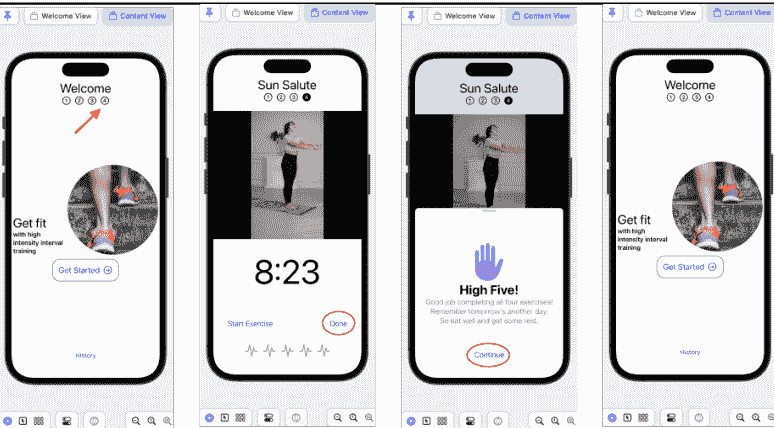 Welcome View Content View
Welcome
1 2 3 4
Get fit
with high
intensity interval
training
Get Started
History
Welcome View Content View
Sun Salute
1 2 3 4
8:23
Start Exercise Done
Welcome View Content View
Sun Salute
1 2 3 4
High Five!
Good job completing all four exercises!
Remember tomorrow's another day.
So eat well and get some rest.
Continue
Welcome View Content View
Welcome
1 2 3 4
Get fit
with high
intensity interval
training
Get Started
History